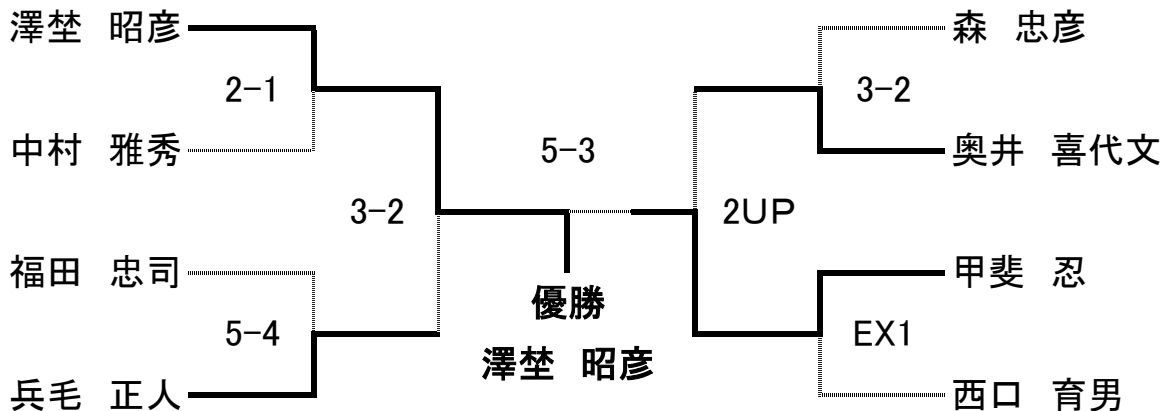 澤埜　昭彦
森　忠彦
2-1
3-2
中村　雅秀
5-3
奥井　喜代文
3-2
2UP
福田　忠司
甲斐　忍
優勝
5-4
EX1
澤埜　昭彦
兵毛　正人
西口　育男